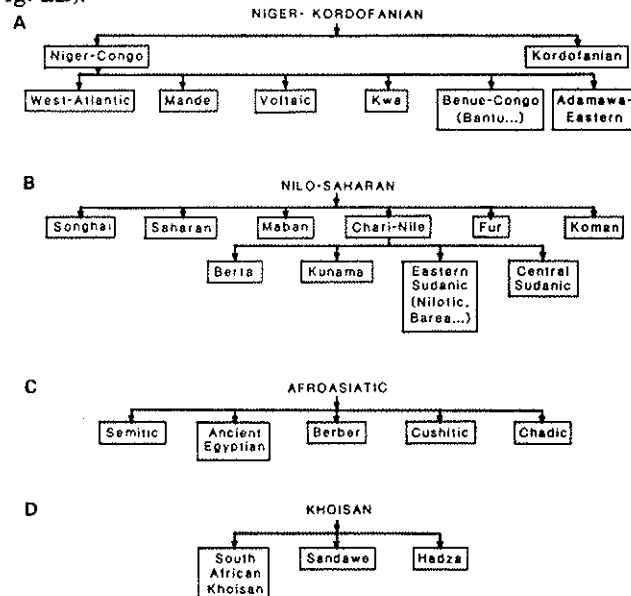 A
NIGER- KORDOFANIAN
Niger-Congo Kordofanian
West-Atlantic Mande Voltaic Kwa Benue-Congo (Bantu...) Adamawa-Eastern
B
NILO-SAHARAN
Songhai Saharan Maban Chari-Nile Fur Koman
Berta Kunama Eastern Sudanic (Nilotic, Barea...) Central Sudanic
C
AFROASIATIC
Semitic Ancient Egyptian Berber Cushitic Chadic
D
KHOISAN
South African Khoisan Sandawe Hadza